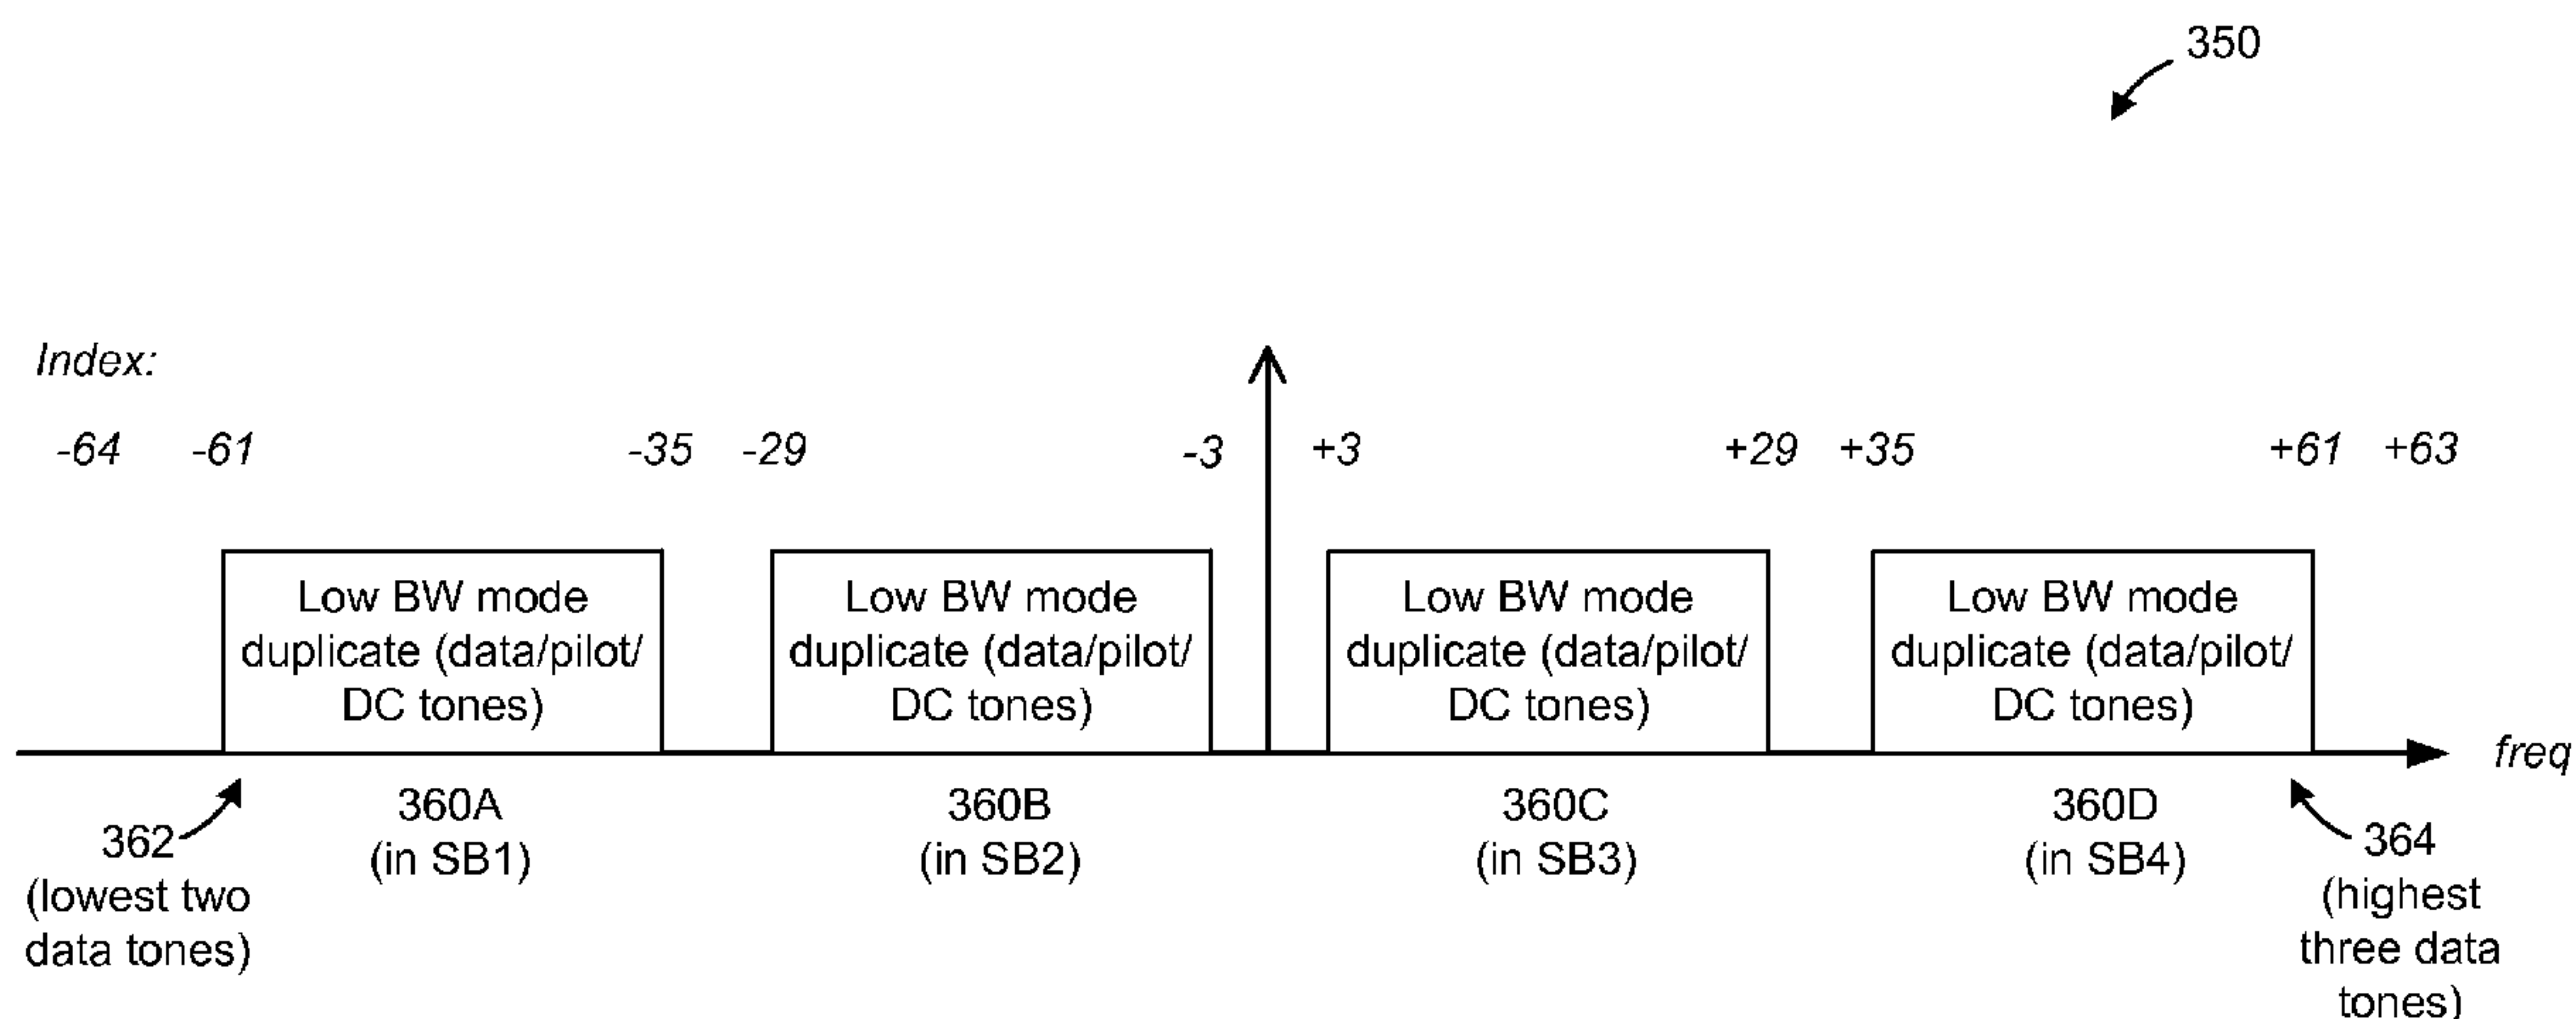 350
Index:
-64 -61 -35 -29 -3 +3 +29 +35 +61 +63
Low BW mode
duplicate (data/pilot/
DC tones)
Low BW mode
duplicate (data/pilot/
DC tones)
Low BW mode
duplicate (data/pilot/
DC tones)
Low BW mode
duplicate (data/pilot/
DC tones)
freq
362
(lowest two
data tones)
360A
(in SB1)
360B
(in SB2)
360C
(in SB3)
360D
(in SB4)
364
(highest
three data
tones)